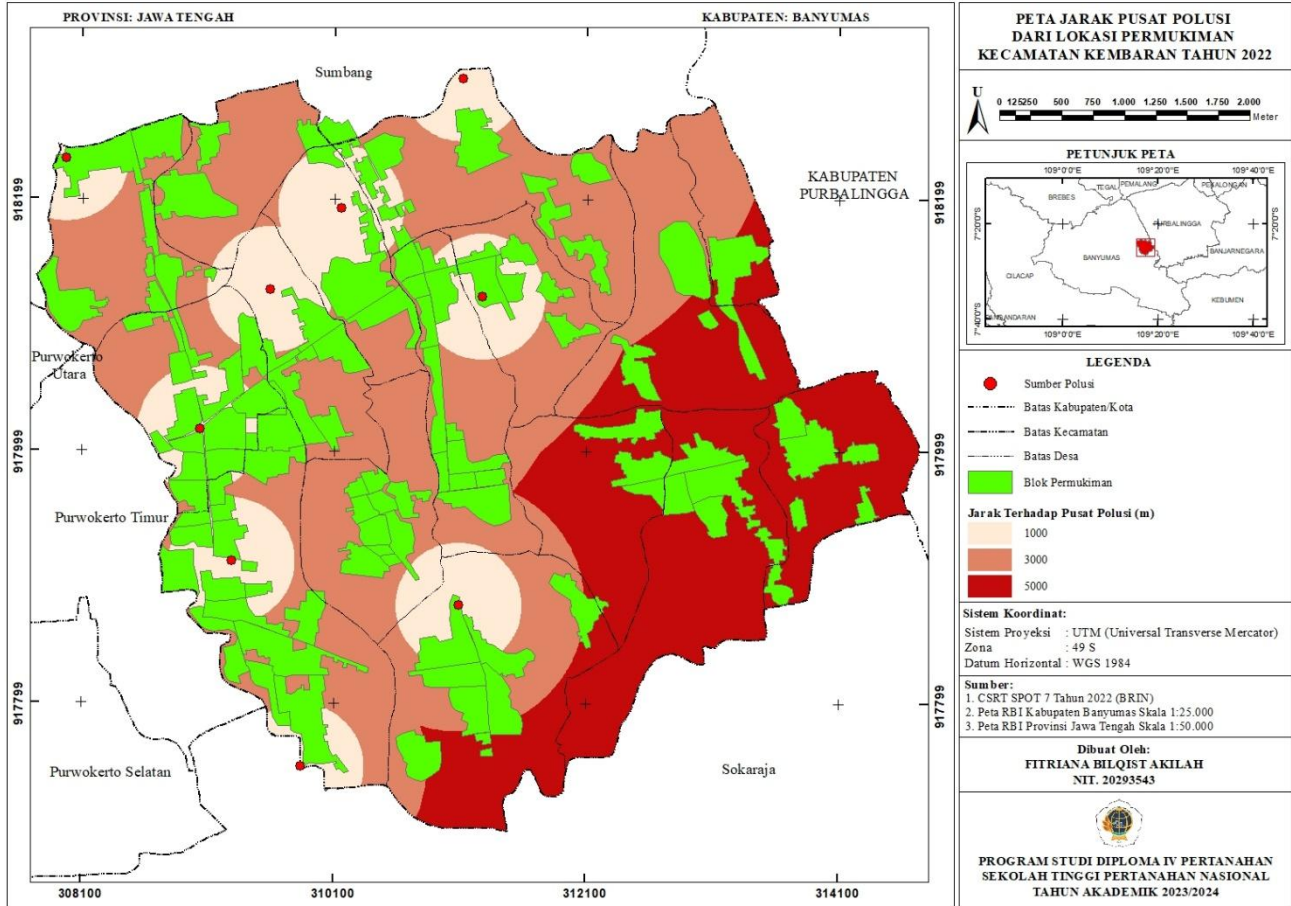 PROVINSI: JAWA TENGAH
KABUPATEN: BANYUMAS
Sumbang
KABUPATEN
PURBALINGGA
Purwokerto
Utara
Purwokerto Timur
Purwokerto Selatan
Sokaraja
918199
917999
917799
918199
917999
917799
308100
310100
312100
314100
PETA JARAK PUSAT POLUSI
DARI LOKASI PERMUKIMAN
KECAMATAN KEMBARAN TAHUN 2022
U
0 125250 500 750 1.000 1.250 1.500 1.750 2.000
Meter
PETUNJUK PETA
109°0'0"E 109°20'0"E 109°40'0"E
7°20'0"S
7°20'0"S
7°40'0"S
BREBES
TEGAL
PEMALANG
PEKALONGAN
PURBALINGGA
BANJARNEGARA
BANYUMAS
CILACAP
KEBUMEN
109°0'0"E 109°20'0"E 109°40'0"E
LEGENDA
Sumber Polusi
Batas Kabupaten/Kota
Batas Kecamatan
Batas Desa
Blok Permukiman
Jarak Terhadap Pusat Polusi (m)
1000
3000
5000
Sistem Koordinat:
Sistem Proyeksi : UTM (Universal Transverse Mercator)
Zona : 49 S
Datum Horizontal : WGS 1984
Sumber:
1. CSRT SPOT 7 Tahun 2022 (BRIN)
2. Peta RBI Kabupaten Banyumas Skala 1:25.000
3. Peta RBI Provinsi Jawa Tengah Skala 1:50.000
Dibuat Oleh:
FITRIANA BILQIST AKILAH
NIT. 20293543
PROGRAM STUDI DIPLOMA IV PERTANAHAN
SEKOLAH TINGGI PERTANAHAN NASIONAL
TAHUN AKADEMIK 2023/2024